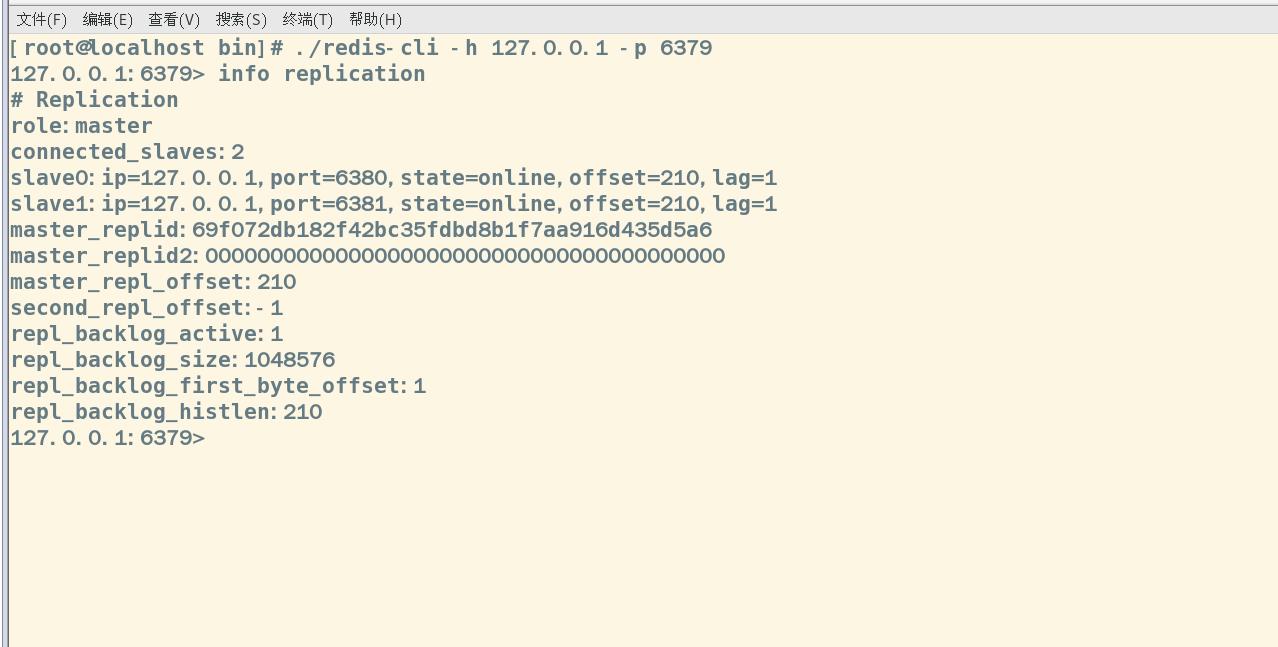 文件(F) 编辑(E) 查看(V) 搜索(S) 终端(T) 帮助(H)
[root@localhost bin]# ./redis-cli -h 127.0.0.1 -p 6379
127.0.0.1:6379> info replication
# Replication
role:master
connected_slaves:2
slave0:ip=127.0.0.1,port=6380,state=online,offset=210,lag=1
slave1:ip=127.0.0.1,port=6381,state=online,offset=210,lag=1
master_replid:69f072db182f42bc35fdbd8b1f7aa916d435d5a6
master_replid2:0000000000000000000000000000000000000000
master_repl_offset:210
second_repl_offset:-1
repl_backlog_active:1
repl_backlog_size:1048576
repl_backlog_first_byte_offset:1
repl_backlog_histlen:210
127.0.0.1:6379>